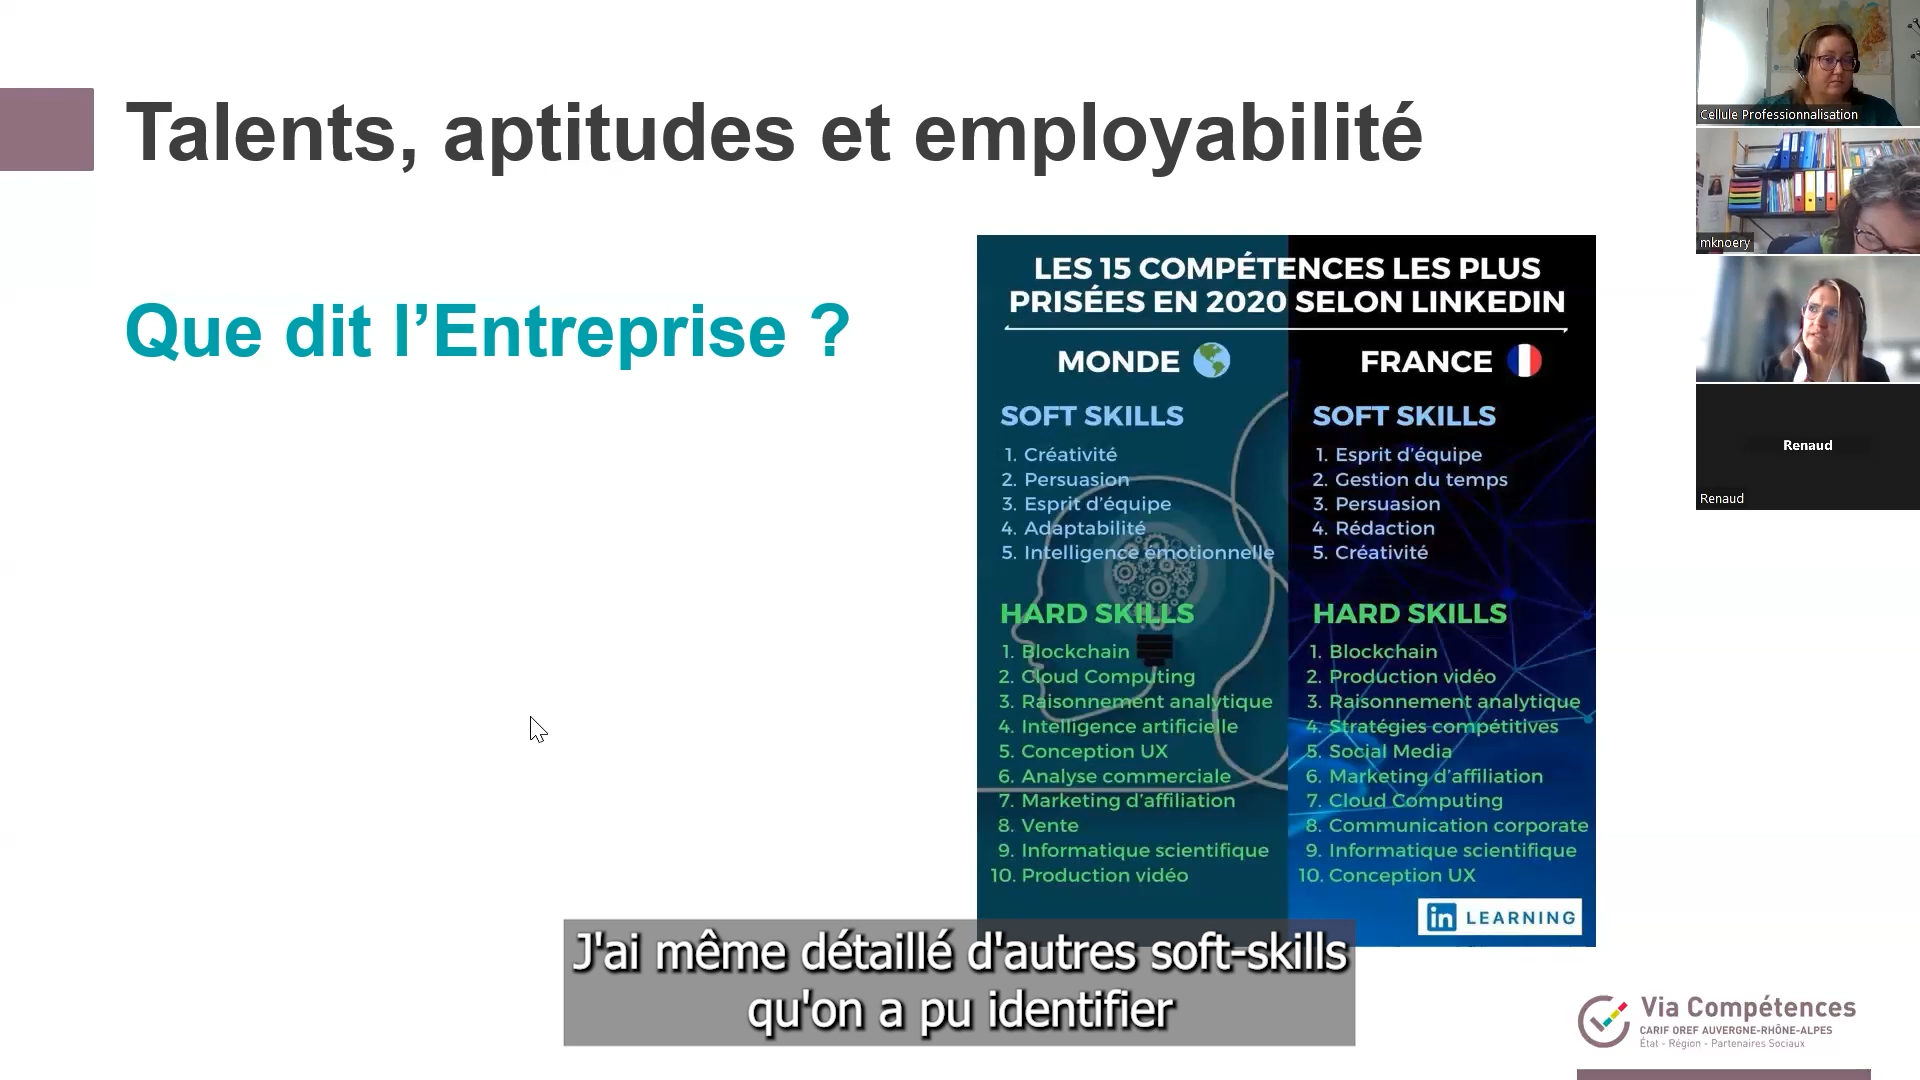 Talents, aptitudes et employabilité
Que dit l’Entreprise ?
LES 15 COMPÉTENCES LES PLUS
PRISÉES EN 2020 SELON LINKEDIN
MONDE
SOFT SKILLS
1. Créativité
2. Persuasion
3. Esprit d’équipe
4. Adaptabilité
5. Intelligence émotionnelle
HARD SKILLS
1. Blockchain
2. Cloud Computing
3. Raisonnement analytique
4. Intelligence artificielle
5. Conception UX
6. Analyse commerciale
7. Marketing d’affiliation
8. Vente
9. Informatique scientifique
10. Production vidéo
FRANCE
SOFT SKILLS
1. Esprit d’équipe
2. Gestion du temps
3. Persuasion
4. Rédaction
5. Créativité
HARD SKILLS
1. Blockchain
2. Production vidéo
3. Raisonnement analytique
4. Stratégies compétitives
5. Social Media
6. Marketing d’affiliation
7. Cloud Computing
8. Communication corporate
9. Informatique scientifique
10. Conception UX
in LEARNING
J'ai même détaillé d'autres soft-skills
qu'on a pu identifier
Via Compétences
CARIF OREF AUVERGNE-RHÔNE-ALPES
État - Région - Partenaires Sociaux
Cellule Professionnalisation
mknoery
Renaud
Renaud